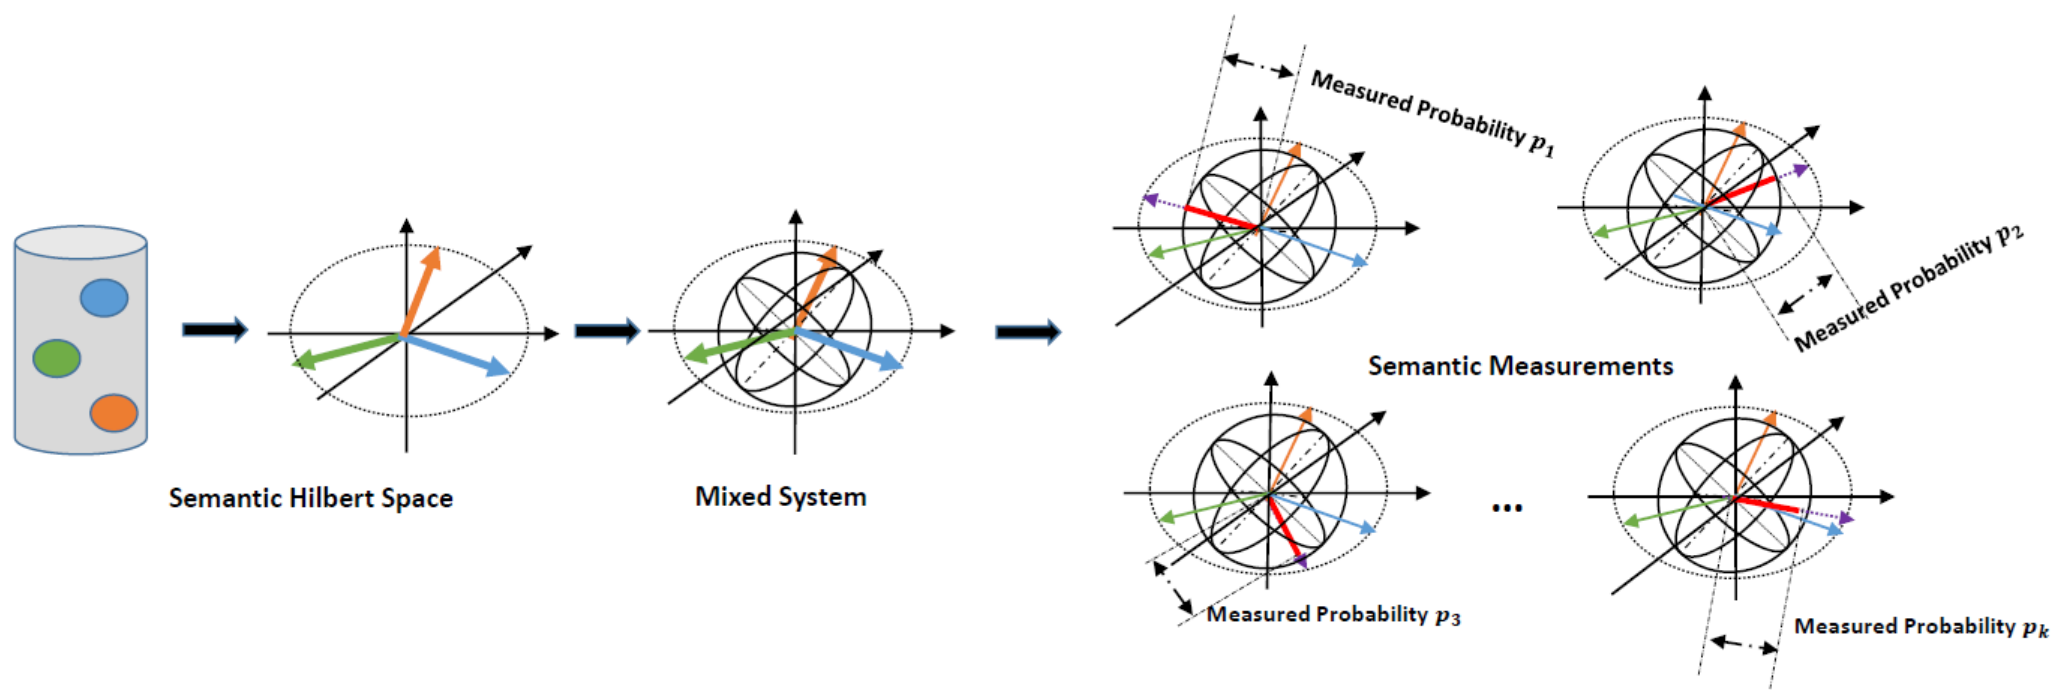 Semantic Hilbert Space
Mixed System
Measured Probability p1
Measured Probability p2
Semantic Measurements
Measured Probability p3
...
Measured Probability pk